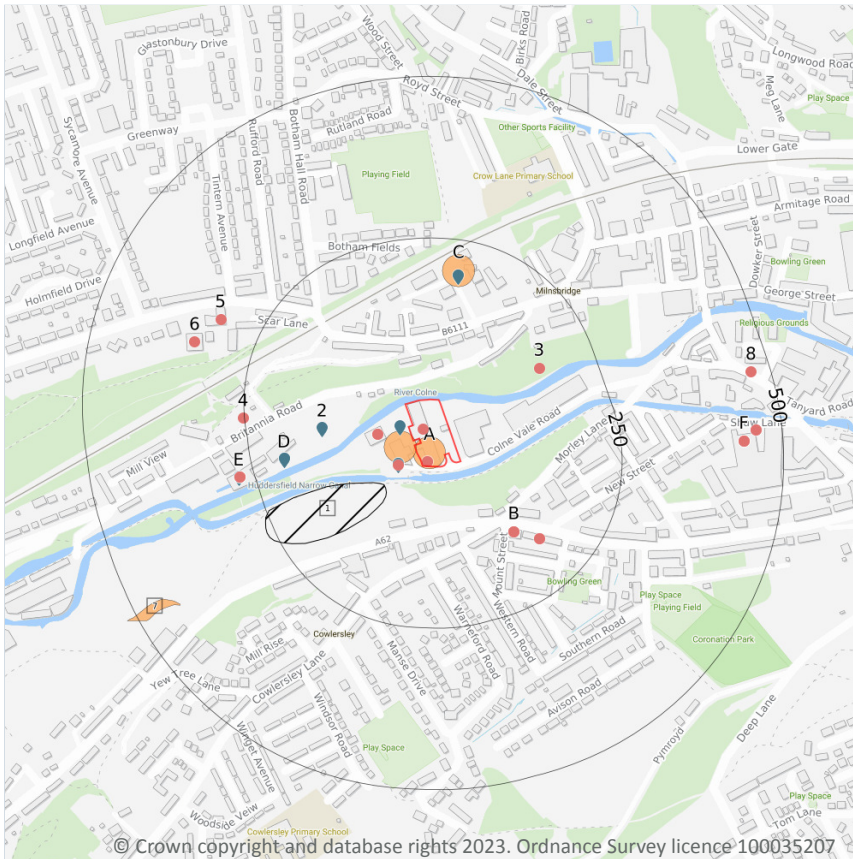 Glastonbury Drive
Wood Street
Birks Road
Dale Street
Longwood Road
Meg Lane
Play Space
Royd Street
Rutland Road
Other Sports Facility
Lower Gate
Greenway
Sycamore Avenue
Rufford Road
Botham Hall Road
Tintern Avenue
Playing Field
Crow Lane Primary School
Armitage Road
Longfield Avenue
Botham Fields
C
Dowker Street
Bowling Green
Holmfield Drive
Milnsbridge
George Street
5
Scar Lane
B6111
Religious Grounds
6
3
8
4
River Colne
Tanyard Road
500
Britannia Road
2
A
Colne Vale Road
Morley Lane
250
F
Shaw Lane
Mill View
D
E
New Street
Huddersfield Narrow Canal
1
B
A62
Mount Street
Bowling Green
Play Space
Playing Field
7
Cowlersley
Western Road
Warneford Road
Southern Road
Coronation Park
Mill Rise
Cowlersley Lane
Manse Drive
Yew Tree Lane
Windsor Road
Avison Road
Deep Lane
Winget Avenue
Play Space
Pymroyd
Woodside Veiw
Cowlersley Primary School
Play Space
Tom Lane
© Crown copyright and database rights 2023. Ordnance Survey licence 100035207